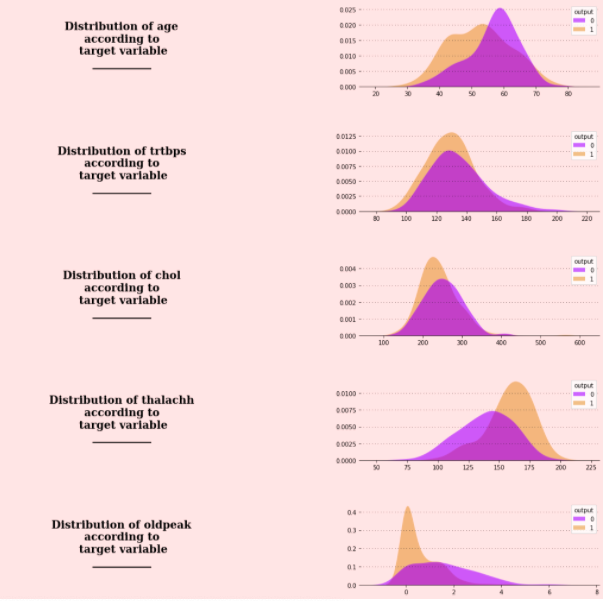 Distribution of age
according to
target variable
0.025
0.020
0.015
0.010
0.005
0.000
20 30 40 50 60 70 80
output
0
1
Distribution of trtbps
according to
target variable
0.0125
0.0100
0.0075
0.0050
0.0025
0.0000
80 100 120 140 160 180 200 220
output
0
1
Distribution of chol
according to
target variable
0.004
0.003
0.002
0.001
0.000
100 200 300 400 500 600
output
0
1
Distribution of thalachh
according to
target variable
0.0100
0.0075
0.0050
0.0025
0.0000
50 75 100 125 150 175 200 225
output
0
1
Distribution of oldpeak
according to
target variable
0.4
0.3
0.2
0.1
0.0
0 2 4 6 8
output
0
1